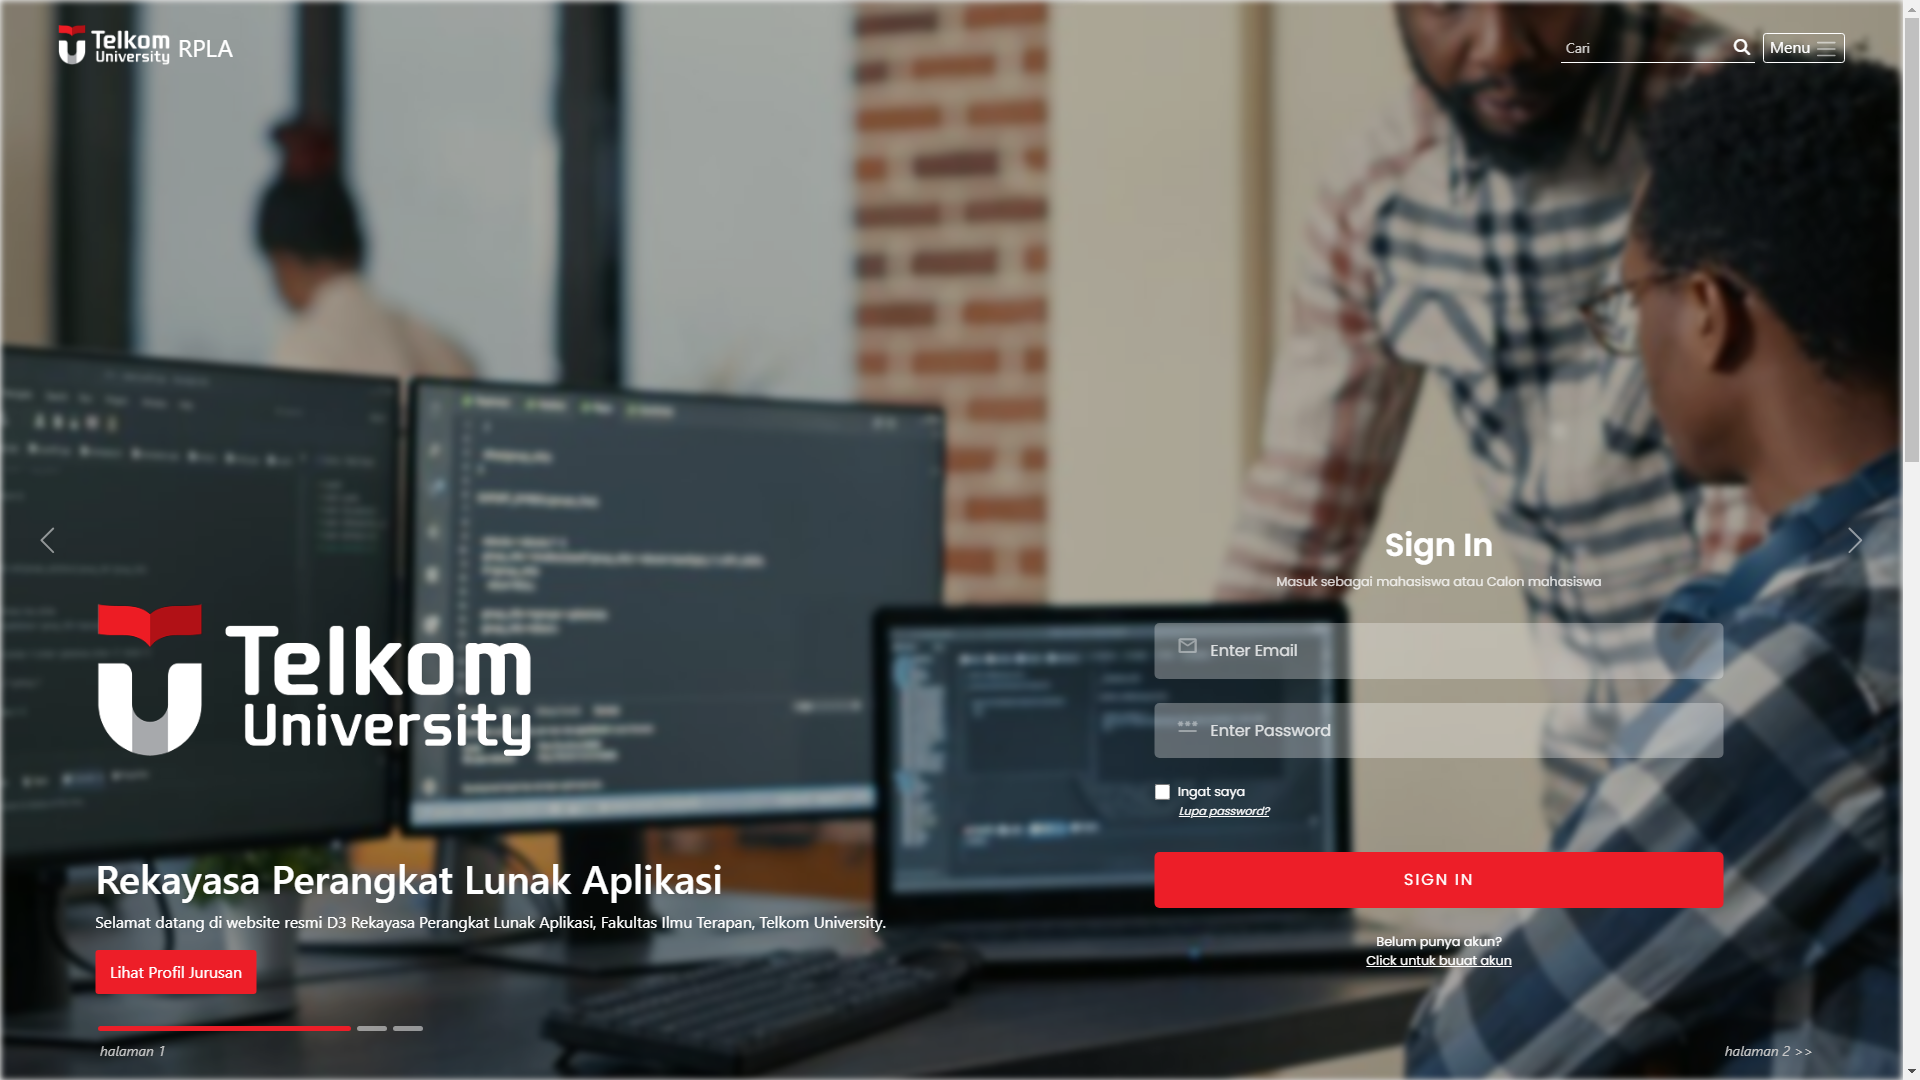 Telkom University RPLA
Cari
Menu
Sign In
Masuk sebagai mahasiswa atau Calon mahasiswa
Enter Email
Enter Password
Ingat saya
Lupa password?
SIGN IN
Belum punya akun?
Click untuk buuat akun
Telkom
University
Rekayasa Perangkat Lunak Aplikasi
Selamat datang di website resmi D3 Rekayasa Perangkat Lunak Aplikasi, Fakultas Ilmu Terapan, Telkom University.
Lihat Profil Jurusan
halaman 1
halaman 2 >>